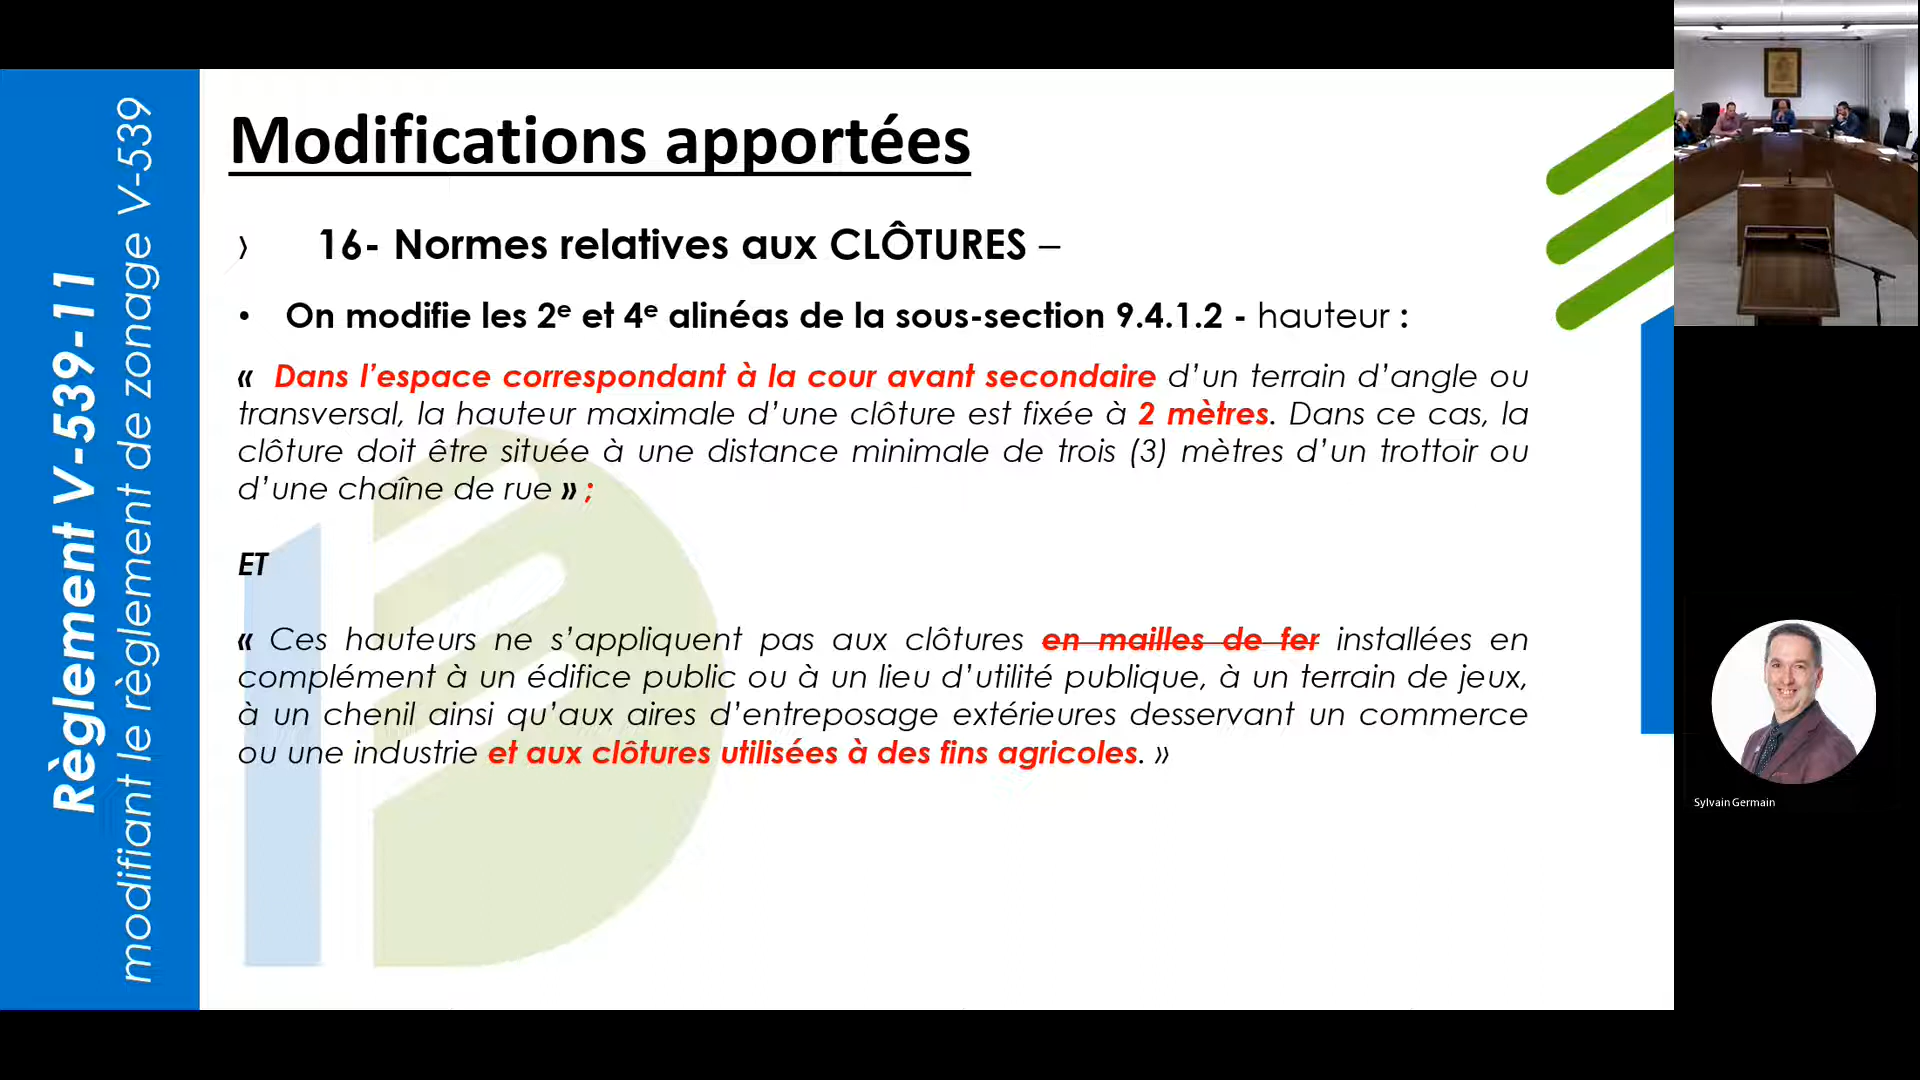 Règlement V-539-11
modifiant le règlement de zonage V-539
Modifications apportées
› 16- Normes relatives aux CLÔTURES –
• On modifie les 2e et 4e alinéas de la sous-section 9.4.1.2 - hauteur :
« Dans l’espace correspondant à la cour avant secondaire d’un terrain d’angle ou
transversal, la hauteur maximale d’une clôture est fixée à 2 mètres. Dans ce cas, la
clôture doit être située à une distance minimale de trois (3) mètres d’un trottoir ou
d’une chaîne de rue » ;
ET
« Ces hauteurs ne s’appliquent pas aux clôtures en mailles de fer installées en
complément à un édifice public ou à un lieu d’utilité publique, à un terrain de jeux,
à un chenil ainsi qu’aux aires d’entreposage extérieures desservant un commerce
ou une industrie et aux clôtures utilisées à des fins agricoles. »
Sylvain Germain